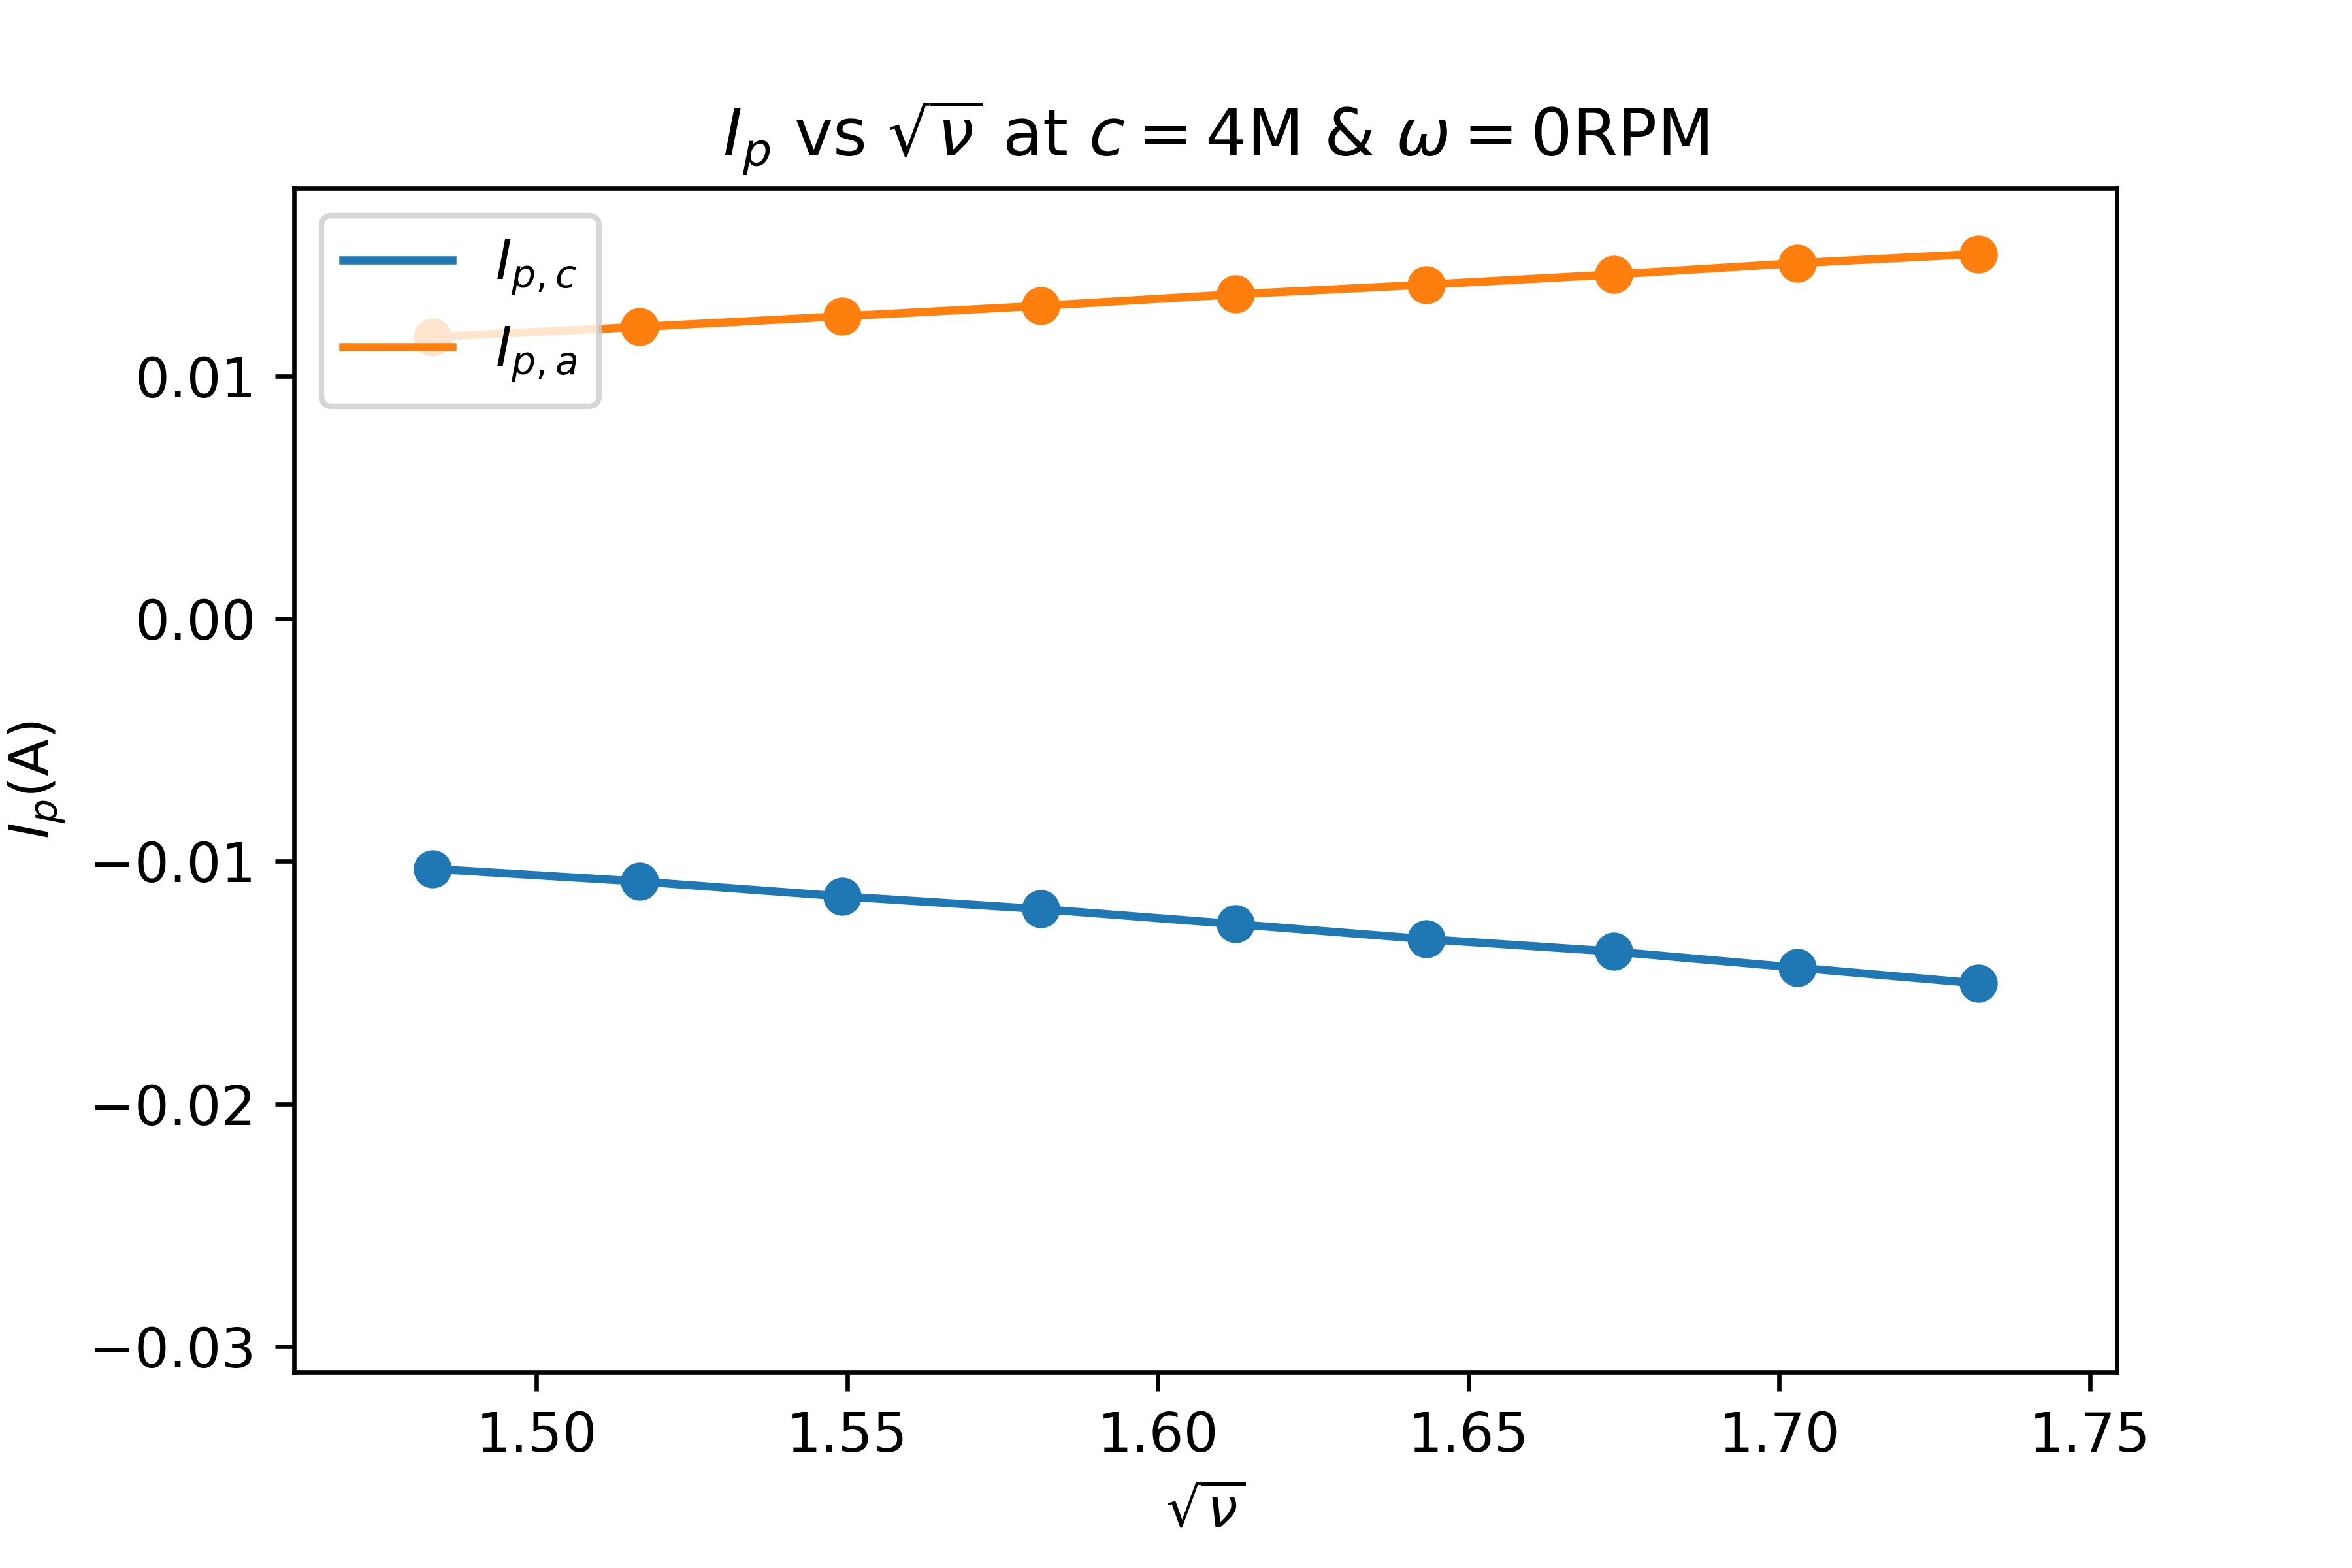 I_p vs √ν at c = 4M & ω = 0RPM
I_p,c
I_p,a
0.01
0.00
−0.01
−0.02
−0.03
I_p(A)
1.50 1.55 1.60 1.65 1.70 1.75
√ν